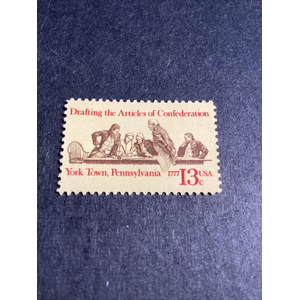 Drafting the Articles of Confederation
York Town, Pennsylvania 1777 13c USA